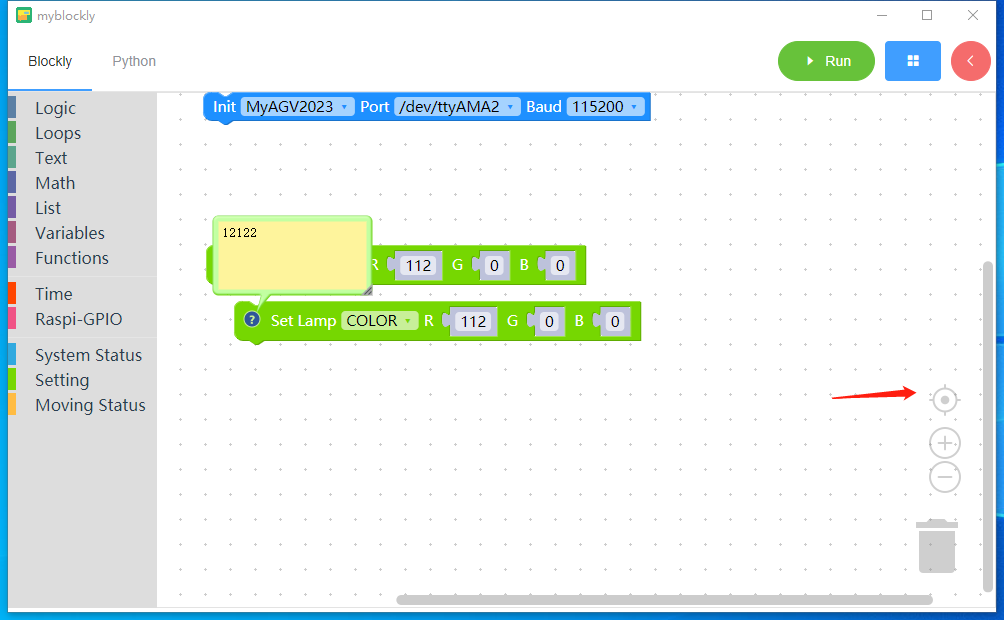 myblockly
Blockly Python Run
Logic
Loops
Text
Math
List
Variables
Functions
Time
Raspi-GPIO
System Status
Setting
Moving Status
Init MyAGV2023 Port /dev/ttyAMA2 Baud 115200
12122
R 112 G 0 B 0
? Set Lamp COLOR R 112 G 0 B 0